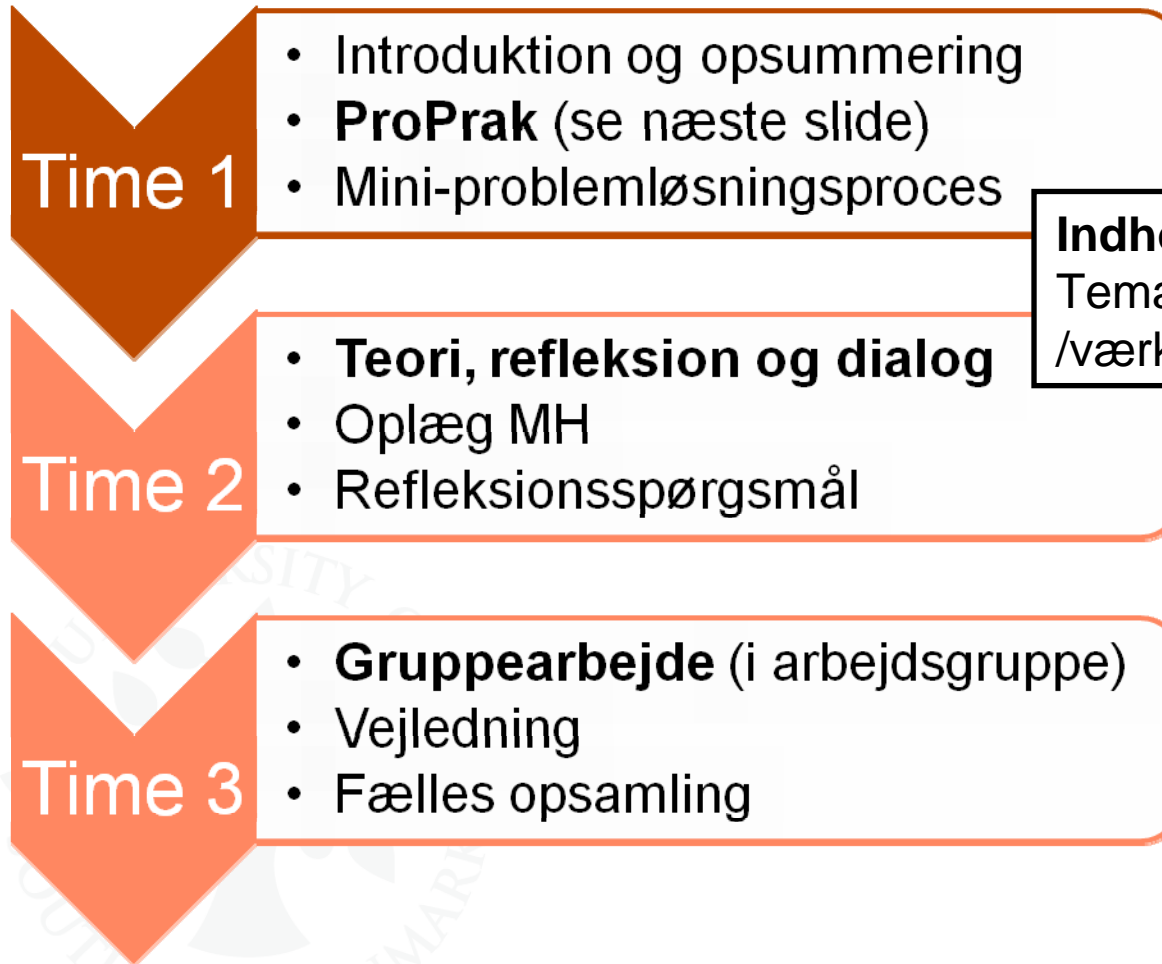 Time 1
• Introduktion og opsummering
• ProPrak (se næste slide)
• Mini-problemløsningsproces
Time 2
• Teori, refleksion og dialog
• Oplæg MH
• Refleksionsspørgsmål
Time 3
• Gruppearbejde (i arbejdsgruppe)
• Vejledning
• Fælles opsamling